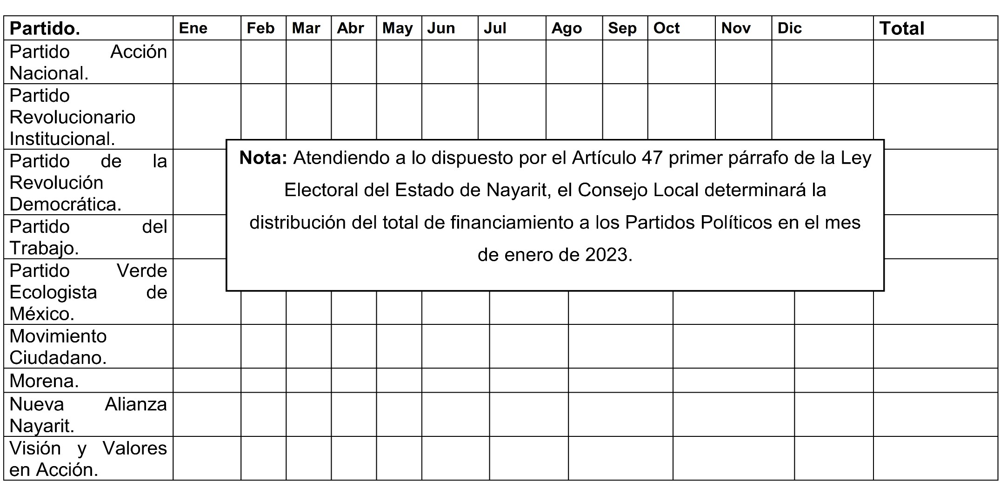 Partido. Ene Feb Mar Abr May Jun Jul Ago Sep Oct Nov Dic Total
Partido Acción
Nacional.
Partido
Revolucionario
Institucional.
Partido de la
Revolución
Democrática.
Partido del
Trabajo.
Partido Verde
Ecologista de
México.
Movimiento
Ciudadano.
Morena.
Nueva Alianza
Nayarit.
Visión y Valores
en Acción.
Nota: Atendiendo a lo dispuesto por el Artículo 47 primer párrafo de la Ley
Electoral del Estado de Nayarit, el Consejo Local determinará la
distribución del total de financiamiento a los Partidos Políticos en el mes
de enero de 2023.